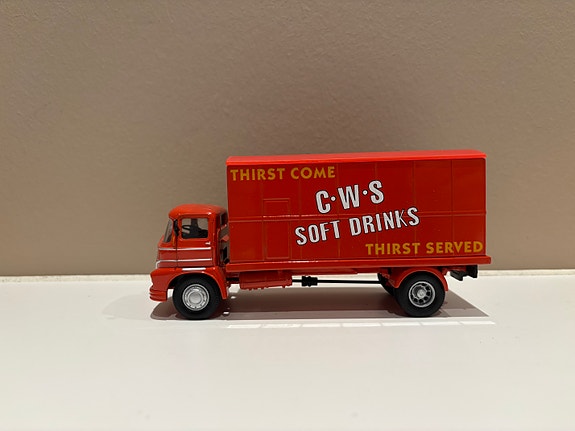 THIRST COME
C·W·S
SOFT DRINKS
THIRST SERVED